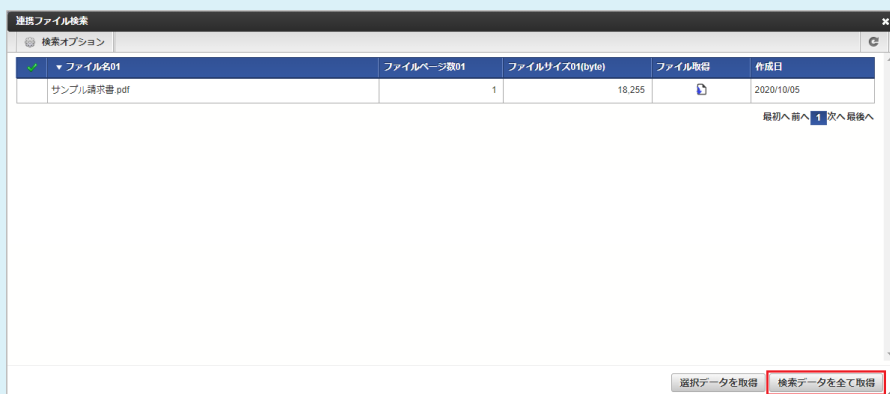 連携ファイル検索
検索オプション
▼ ファイル名01 ファイルページ数01 ファイルサイズ01(byte) ファイル取得 作成日
サンプル請求書.pdf 1 18,255 2020/10/05
最初へ 前へ 1 次へ 最後へ
選択データを取得 検索データを全て取得